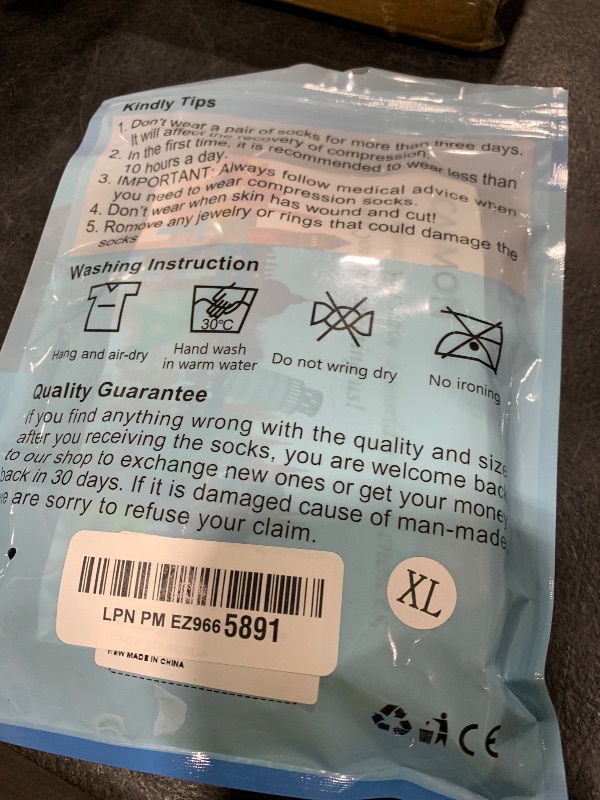 Kindly Tips
1. Don't wear a pair of socks for more than three days.
It will affect the recovery of compression.
2. In the first time, it is recommended to wear less than
10 hours a day.
3. IMPORTANT: Always follow medical advice when
you need to wear compression socks.
4. Don't wear when skin has wound and cut!
5. Romove any jewelry or rings that could damage the
socks
Washing Instruction
30°C
Hang and air-dry
Hand wash
in warm water
Do not wring dry
No ironing
Quality Guarantee
If you find anything wrong with the quality and size
after you receiving the socks, you are welcome back
to our shop to exchange new ones or get your money
back in 30 days. If it is damaged cause of man-made,
we are sorry to refuse your claim.
XL
LPN PM EZ966 5891
NEW MADE IN CHINA
CE